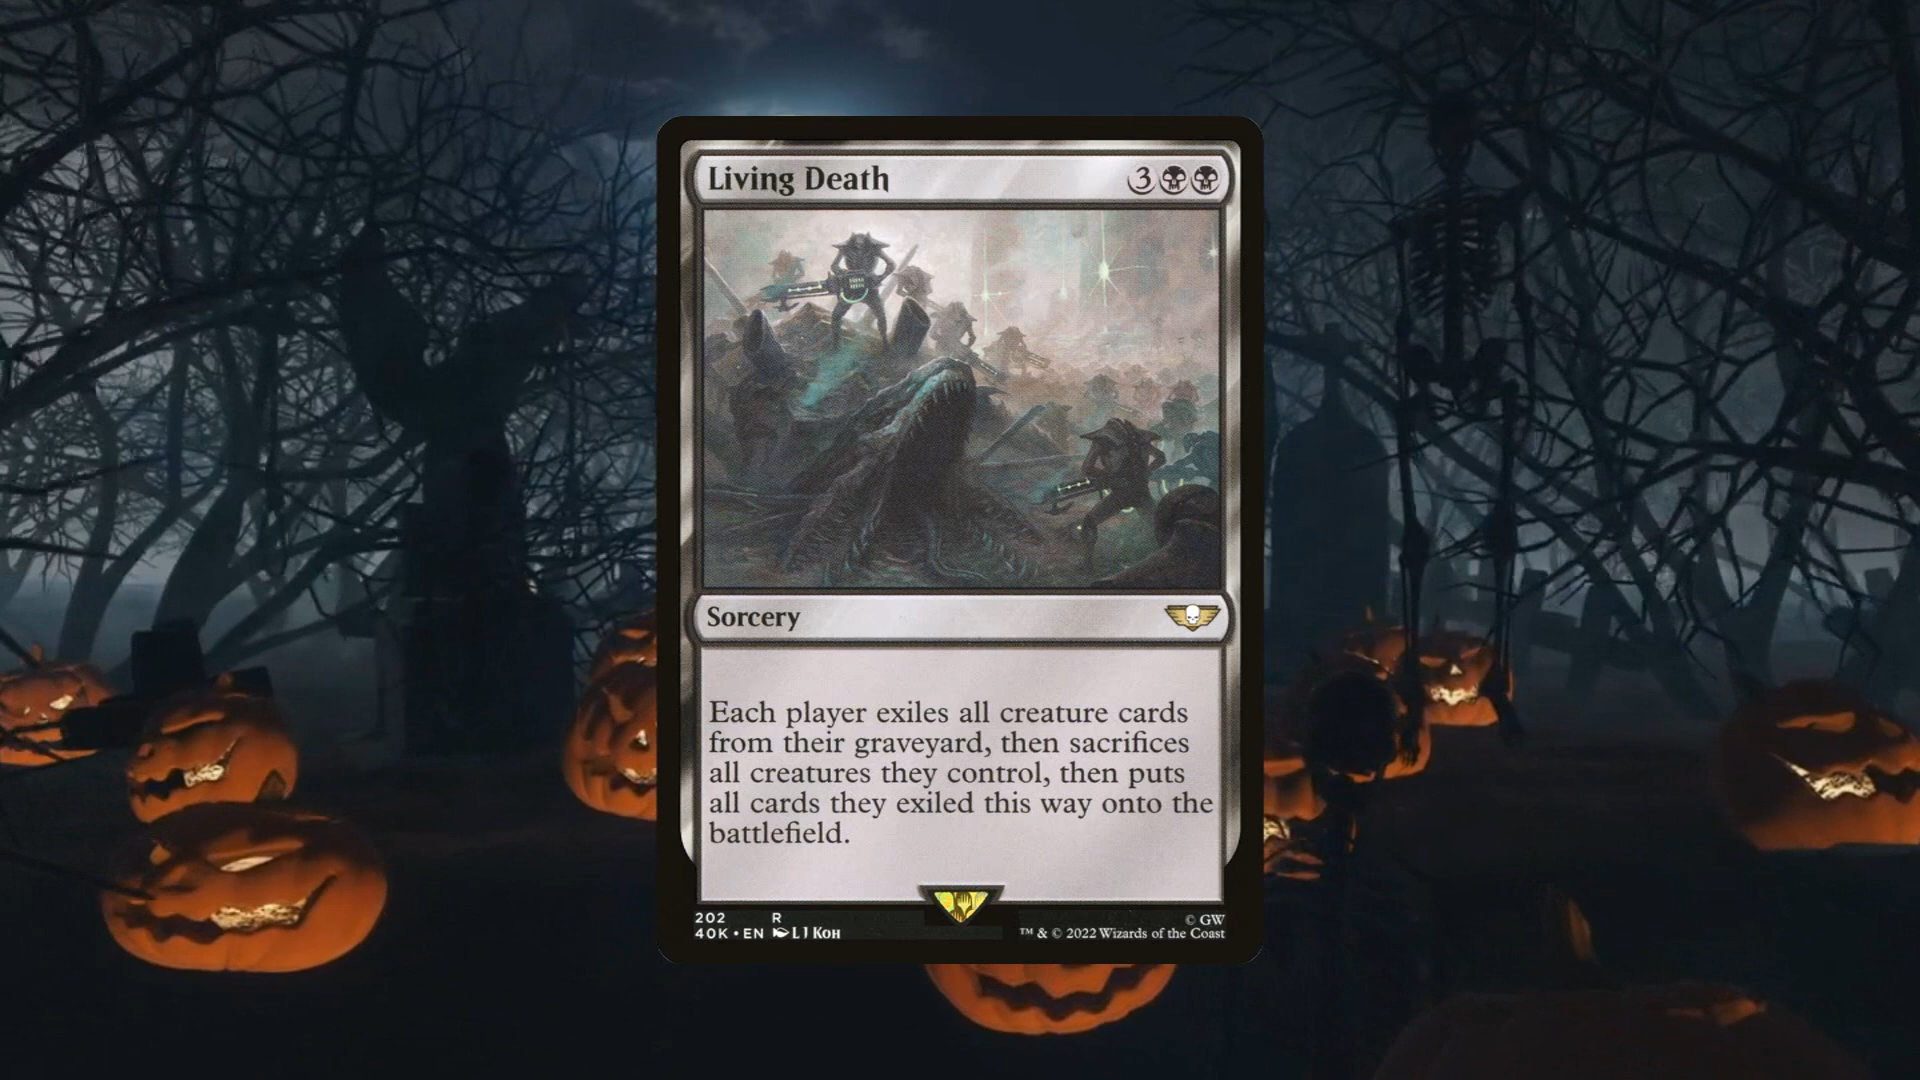 Living Death 3
Sorcery
Each player exiles all creature cards
from their graveyard, then sacrifices
all creatures they control, then puts
all cards they exiled this way onto the
battlefield.
202 R
40K • EN LJ Koh
© GW
™ & © 2022 Wizards of the Coast